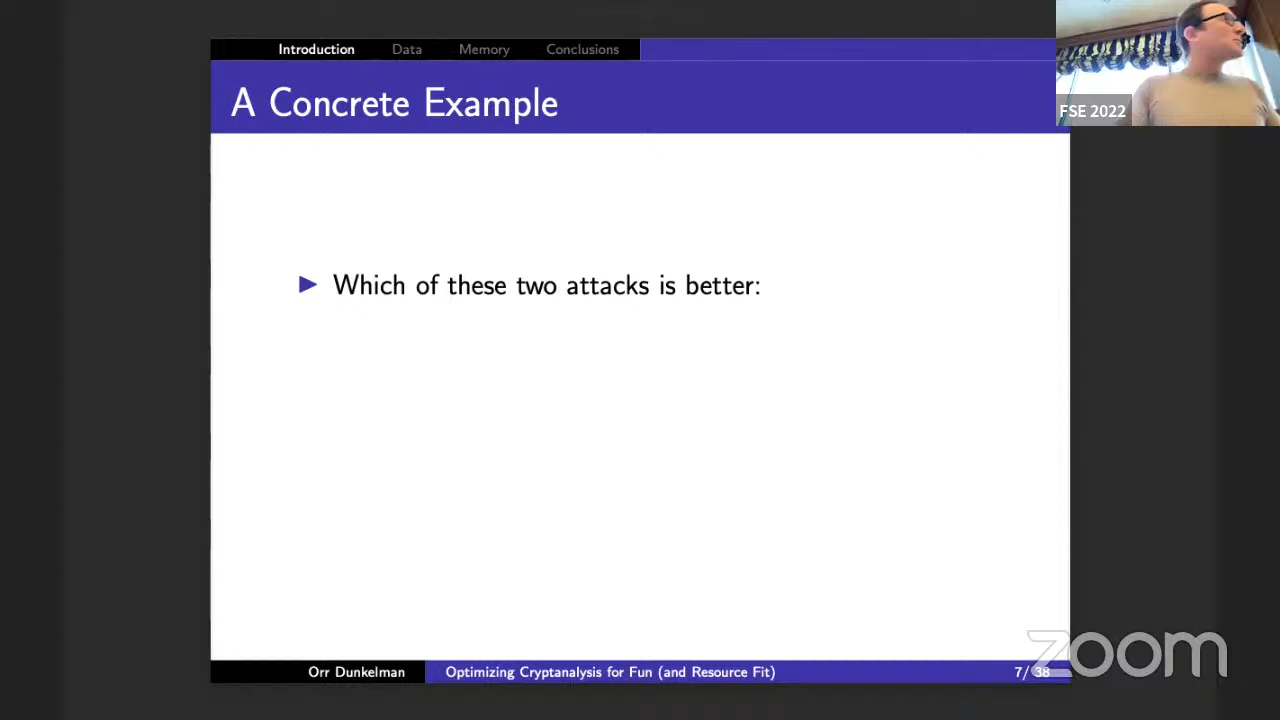 Introduction Data Memory Conclusions
A Concrete Example
FSE 2022
Which of these two attacks is better:
Orr Dunkelman Optimizing Cryptanalysis for Fun (and Resource Fit) 7/38
zoom